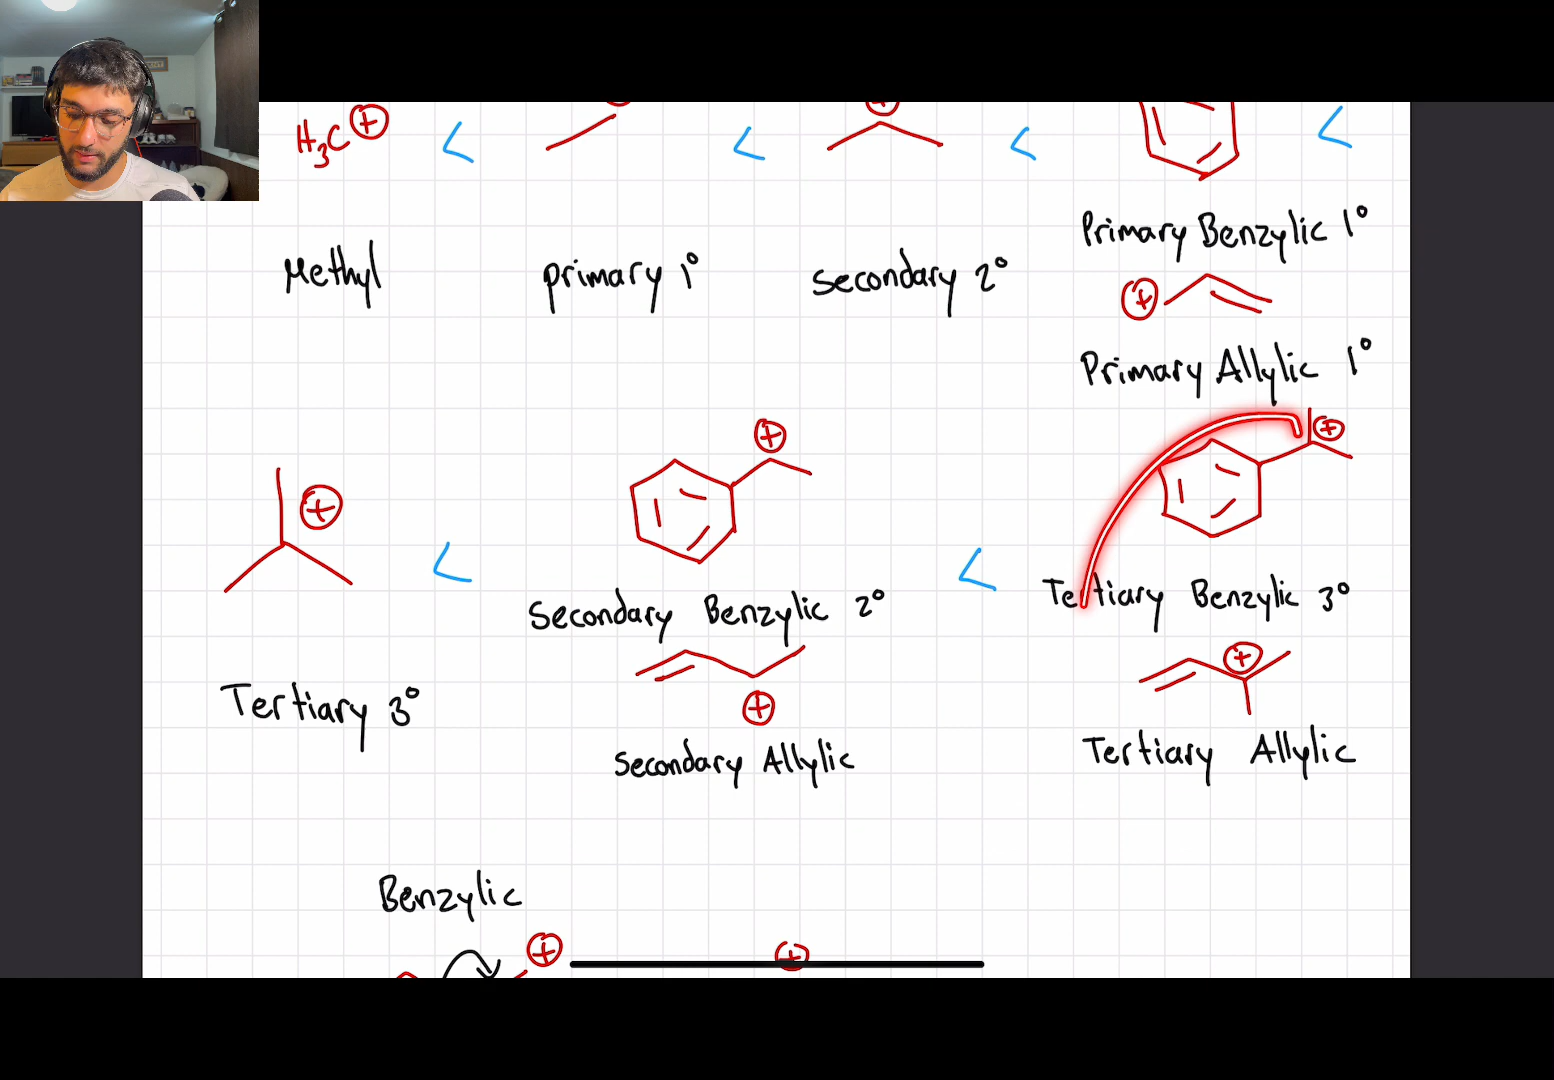 H₃C⊕ < < ⊕ < <
Methyl primary 1° secondary 2° Primary Benzylic 1°
⊕
Primary Allylic 1°
⊕ < ⊕ < ⊕
Secondary Benzylic 2° Tertiary Benzylic 3°
Tertiary 3° ⊕ ⊕
Secondary Allylic Tertiary Allylic
Benzylic
⊕ ⊕